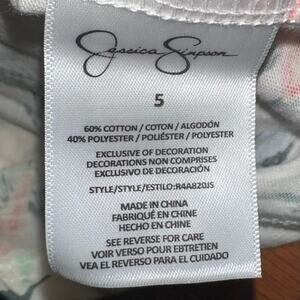 Jessica Simpson
5
60% COTTON / COTON / ALGODÓN
40% POLYESTER / POLIÉSTER / POLYESTER
EXCLUSIVE OF DECORATION
DECORATIONS NON COMPRISES
EXCLUSIVO DE DECORACIÓN
STYLE/STYLE/ESTILO:R4A820JS
MADE IN CHINA
FABRIQUÉ EN CHINE
HECHO EN CHINE
SEE REVERSE FOR CARE
VOIR VERSO POUR EBTRETIEN
VEA EL REVERSO PARA EL CUIDADO